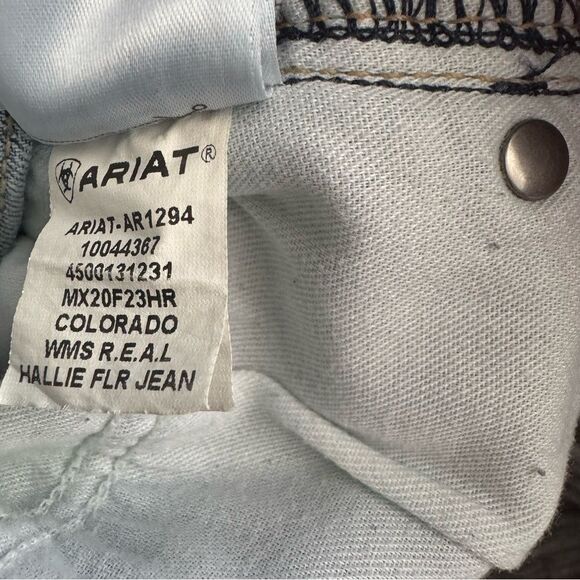 ARIAT®
ARIAT-AR1294
10044367
4500131231
MX20F23HR
COLORADO
WMS R.E.A.L
HALLIE FLR JEAN